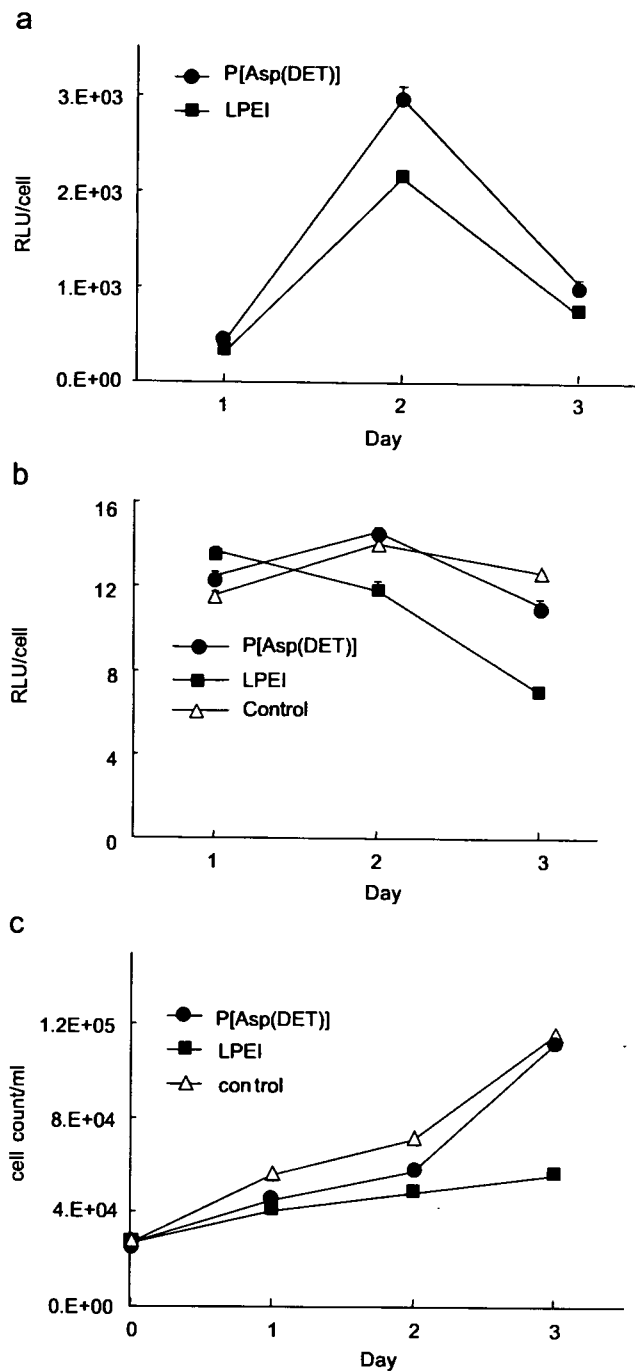 a
P[Asp(DET)]
LPEI
3.E+03
2.E+03
1.E+03
0.E+00
RLU/cell
1 2 3
Day
b
16
12
8
4
0
RLU/cell
P[Asp(DET)]
LPEI
Control
1 2 3
Day
c
P[Asp(DET)]
LPEI
control
1.2E+05
8.E+04
4.E+04
0.E+00
cell count/ml
0 1 2 3
Day